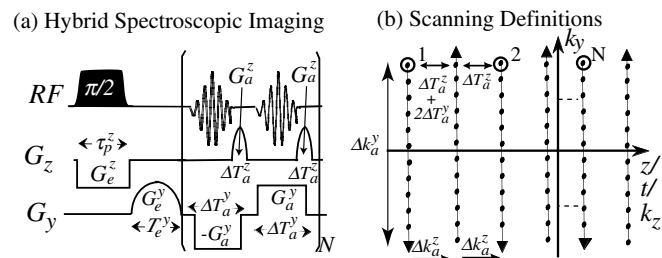 (a) Hybrid Spectroscopic Imaging
RF
π/2
G_a^z
G_a^z
τ_p^z
G_z
G_e^z
ΔT_a^z
ΔT_a^z
G_y
G_e^y
T_e^y
ΔT_a^y
-G_a^y
G_a^y
ΔT_a^y
N
(b) Scanning Definitions
k_y
1
2
N
ΔT_a^z
+
2ΔT_a^y
ΔT_a^z
Δk_a^y
z/
t/
k_z
Δk_a^z
Δk_a^z